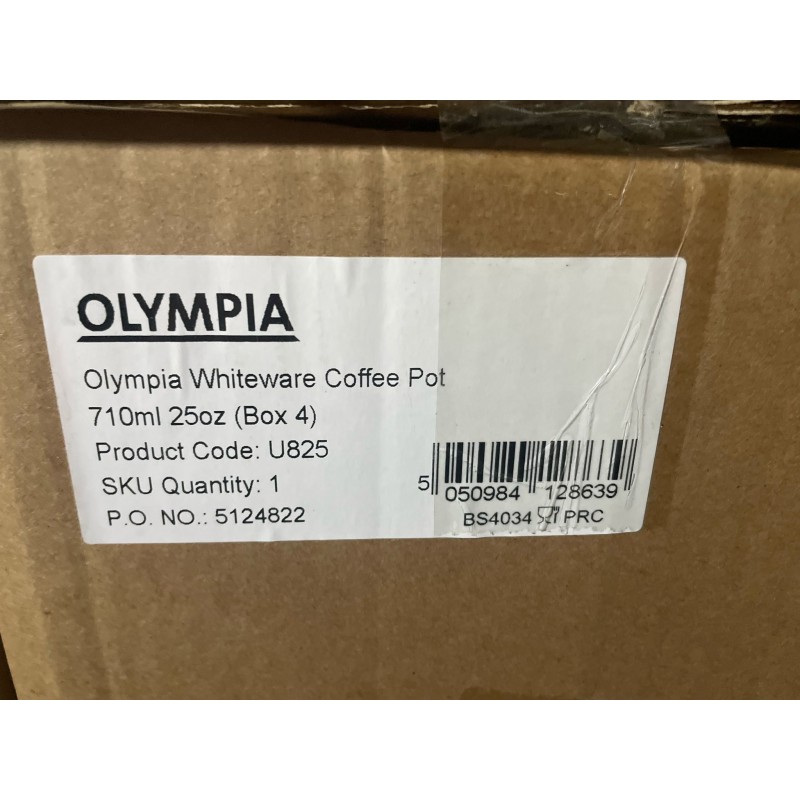 OLYMPIA
Olympia Whiteware Coffee Pot
710ml 25oz (Box 4)
Product Code: U825
SKU Quantity: 1
P.O. NO.: 5124822
5 050984 128639
BS4034 PRC